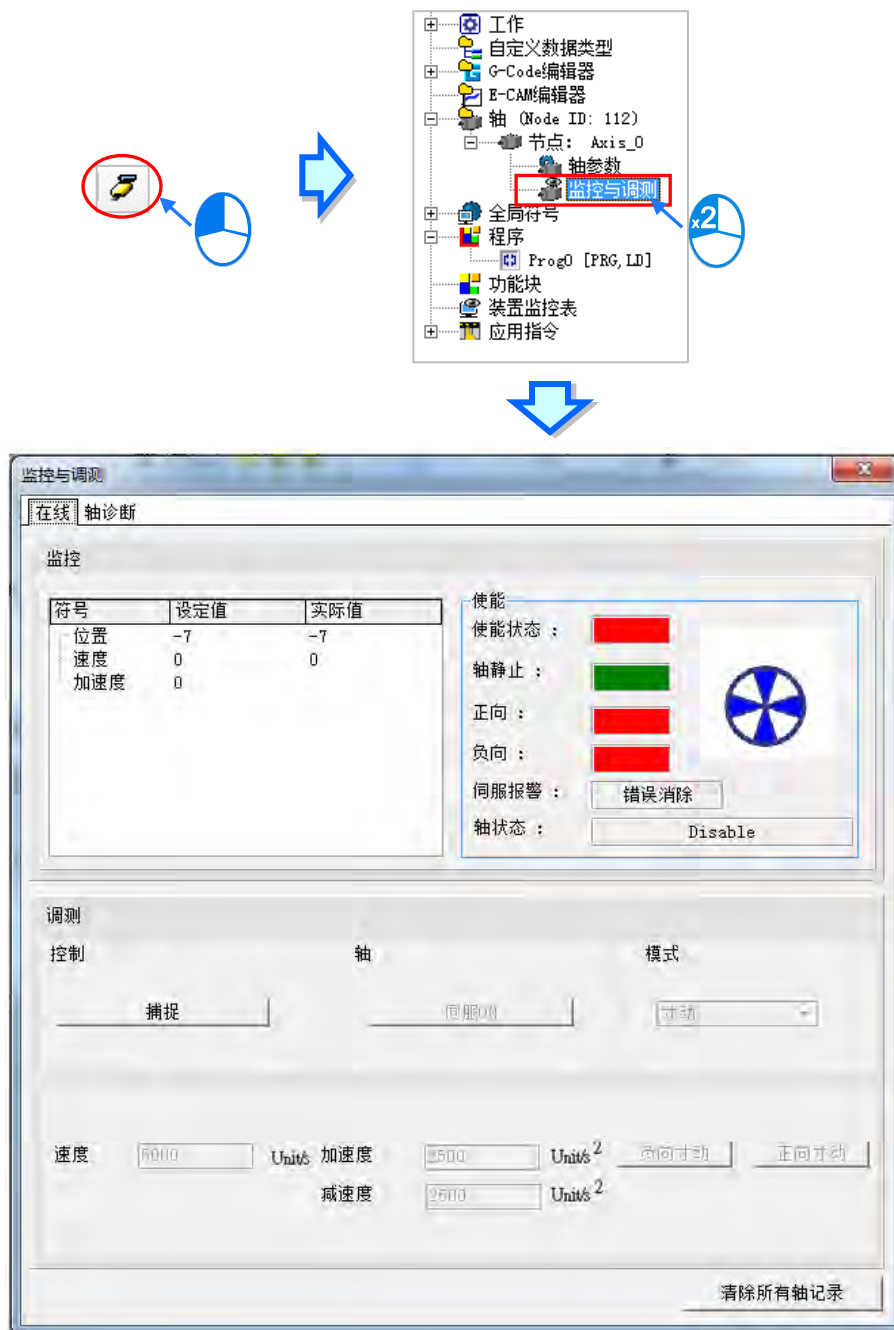 工作
自定义数据类型
G-Code编辑器
E-CAM编辑器
轴 (Node ID: 112)
节点: Axis_0
轴参数
监控与调测
x2
全局符号
程序
Prog0 [PRG,LD]
功能块
装置监控表
应用指令
监控与调测
在线 轴诊断
监控
符号 设定值 实际值
位置 -7 -7
速度 0 0
加速度 0
使能
使能状态 :
轴静止 :
正向 :
负向 :
伺服报警 : 错误消除
轴状态 : Disable
调测
控制 轴 模式
捕捉 伺服ON 寸动
速度 5000 Unit/s 加速度 2500 Unit/s2 负向寸动 正向寸动
减速度 2500 Unit/s2
清除所有轴记录